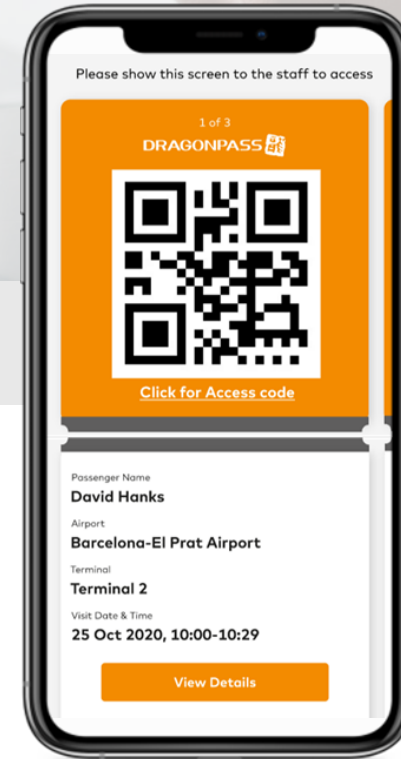 Please show this screen to the staff to access
1 of 3
DRAGONPASS
Click for Access code
Passenger Name
David Hanks
Airport
Barcelona-El Prat Airport
Terminal
Terminal 2
Visit Date & Time
25 Oct 2020, 10:00-10:29
View Details